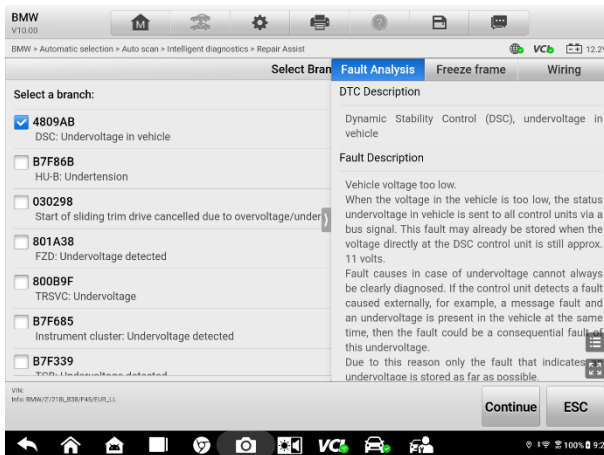 BMW
V10.00
BMW > Automatic selection > Auto scan > Intelligent diagnostics > Repair Assist
VCI 12.2V
Select Bran
Fault Analysis Freeze frame Wiring
Select a branch:
4809AB
DSC: Undervoltage in vehicle
B7F86B
HU-B: Undertension
030298
Start of sliding trim drive cancelled due to overvoltage/under
801A38
FZD: Undervoltage detected
800B9F
TRSVC: Undervoltage
B7F685
Instrument cluster: Undervoltage detected
B7F339
TCB: Undervoltage detected
DTC Description
Dynamic Stability Control (DSC), undervoltage in
vehicle
Fault Description
Vehicle voltage too low.
When the voltage in the vehicle is too low, the status
undervoltage in vehicle is sent to all control units via a
bus signal. This fault may already be stored when the
voltage directly at the DSC control unit is still approx.
11 volts.
Fault causes in case of undervoltage cannot always
be clearly diagnosed. If the control unit detects a fault
caused externally, for example, a message fault and
an undervoltage is present in the vehicle at the same
time, then the fault could be a consequential fault of
this undervoltage.
Due to this reason only the fault that indicates
undervoltage is stored as far as possible.
VIN:
Info: BMW/2'/218i_B38/F45/EUR_LL
Continue
ESC
VCI
100% 9:2